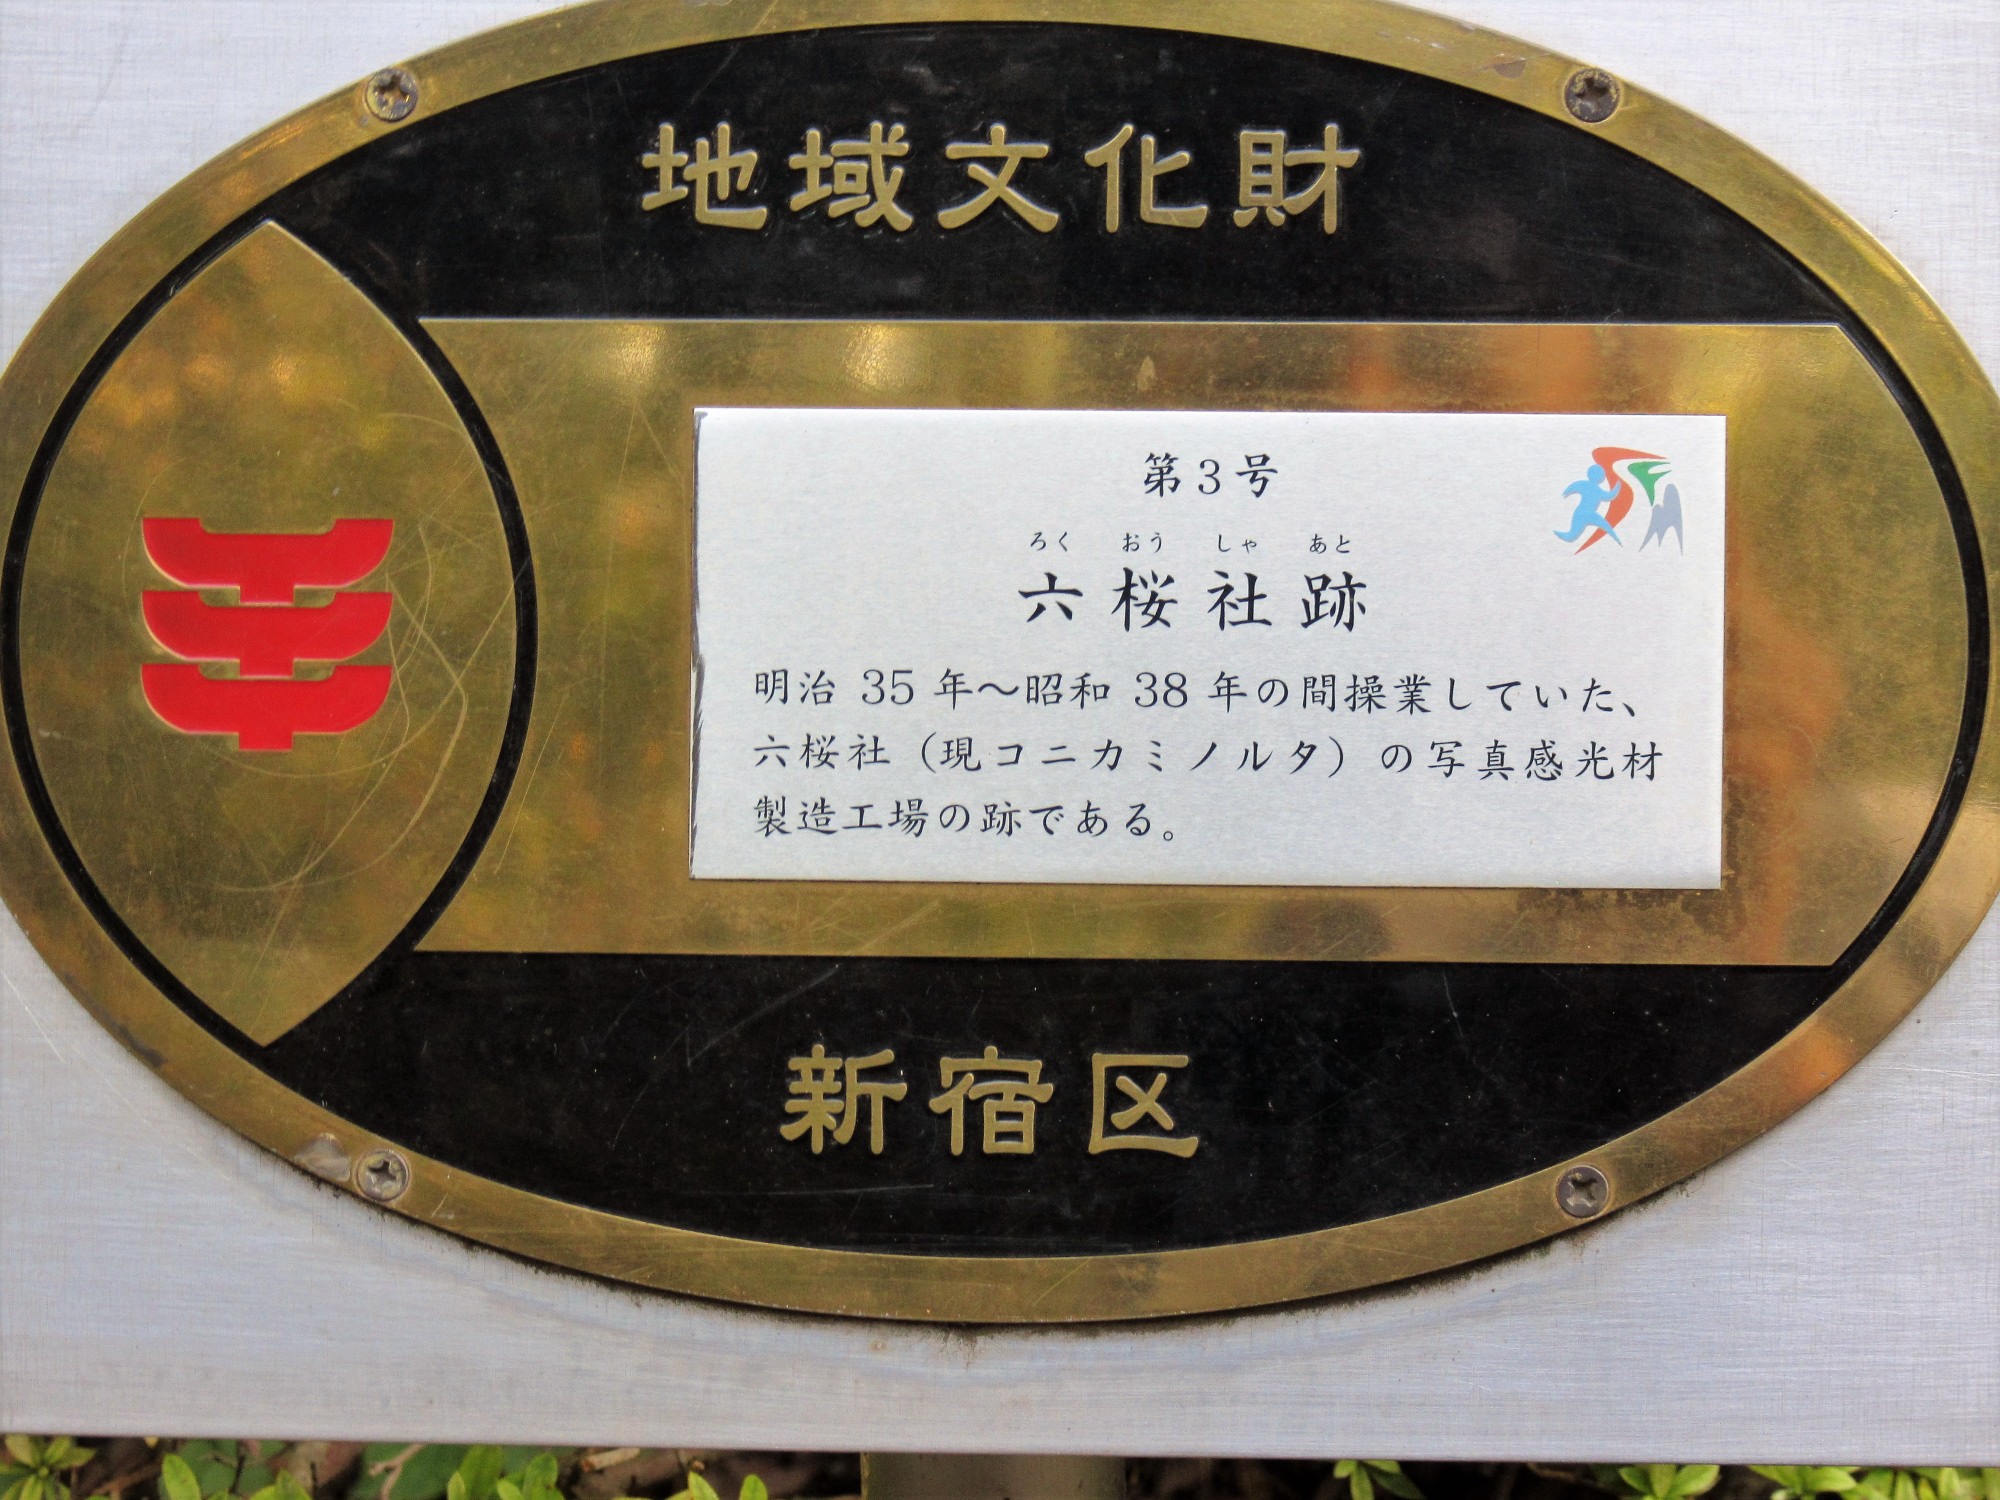 地域文化財
第3号
ろく おう しゃ あと
六桜社跡
明治 35 年～昭和 38 年の間操業していた、
六桜社（現コニカミノルタ）の写真感光材
製造工場の跡である。
新宿区